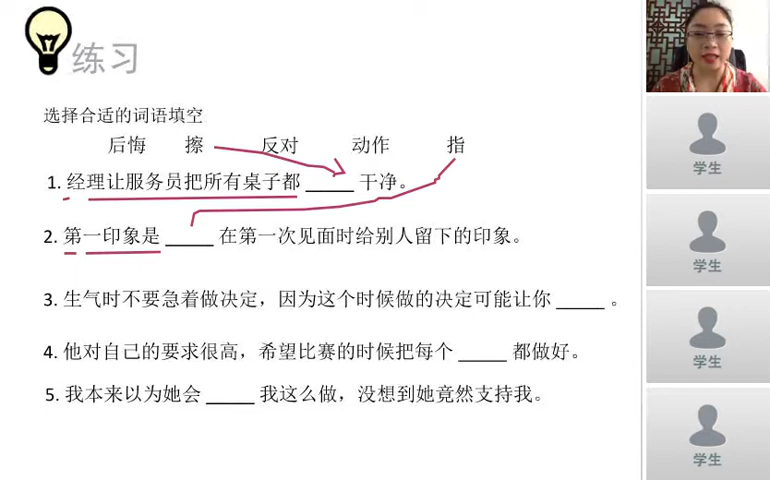 练习
选择合适的词语填空
后悔 擦 反对 动作 指
1. 经理让服务员把所有桌子都 _____ 干净。
2. 第一印象是 _____ 在第一次见面时给别人留下的印象。
3. 生气时不要急着做决定，因为这个时候做的决定可能让你 _____ 。
4. 他对自己的要求很高，希望比赛的时候把每个 _____ 都做好。
5. 我本来以为她会 _____ 我这么做，没想到她竟然支持我。
学生
学生
学生
学生